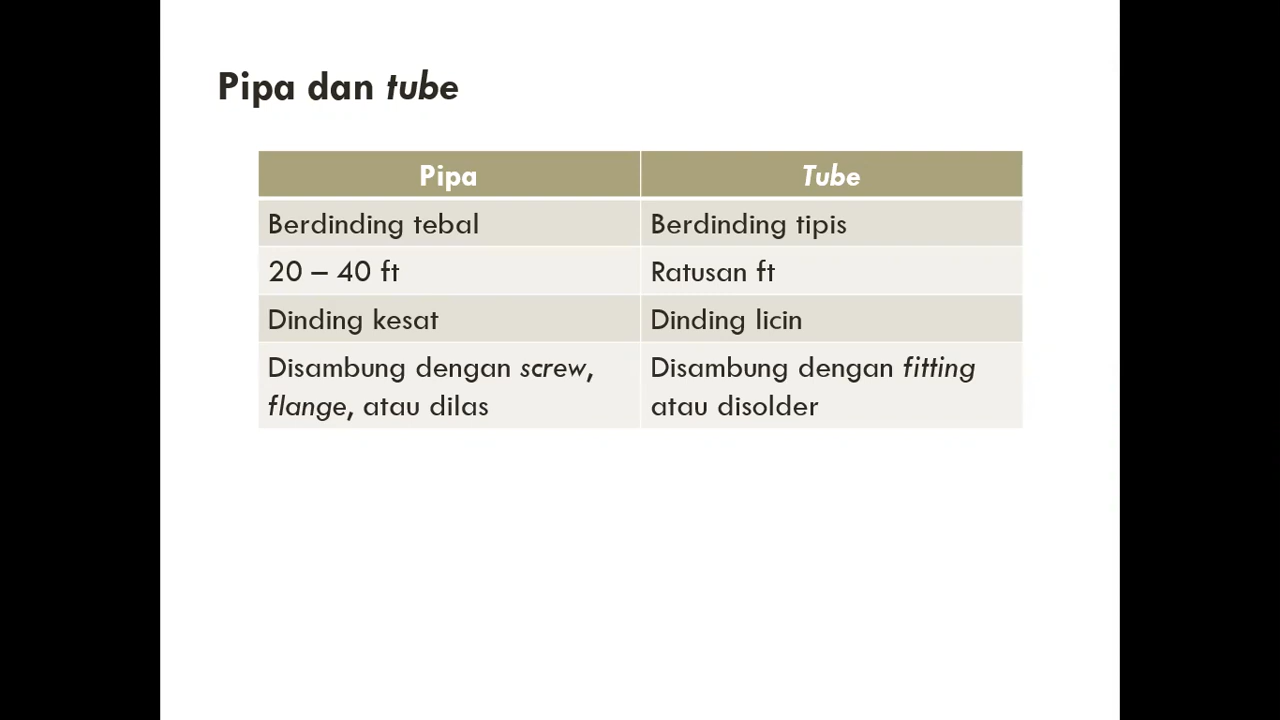 Pipa dan tube
Pipa
Tube
Berdinding tebal
Berdinding tipis
20 – 40 ft
Ratusan ft
Dinding kesat
Dinding licin
Disambung dengan screw,
flange, atau dilas
Disambung dengan fitting
atau disolder